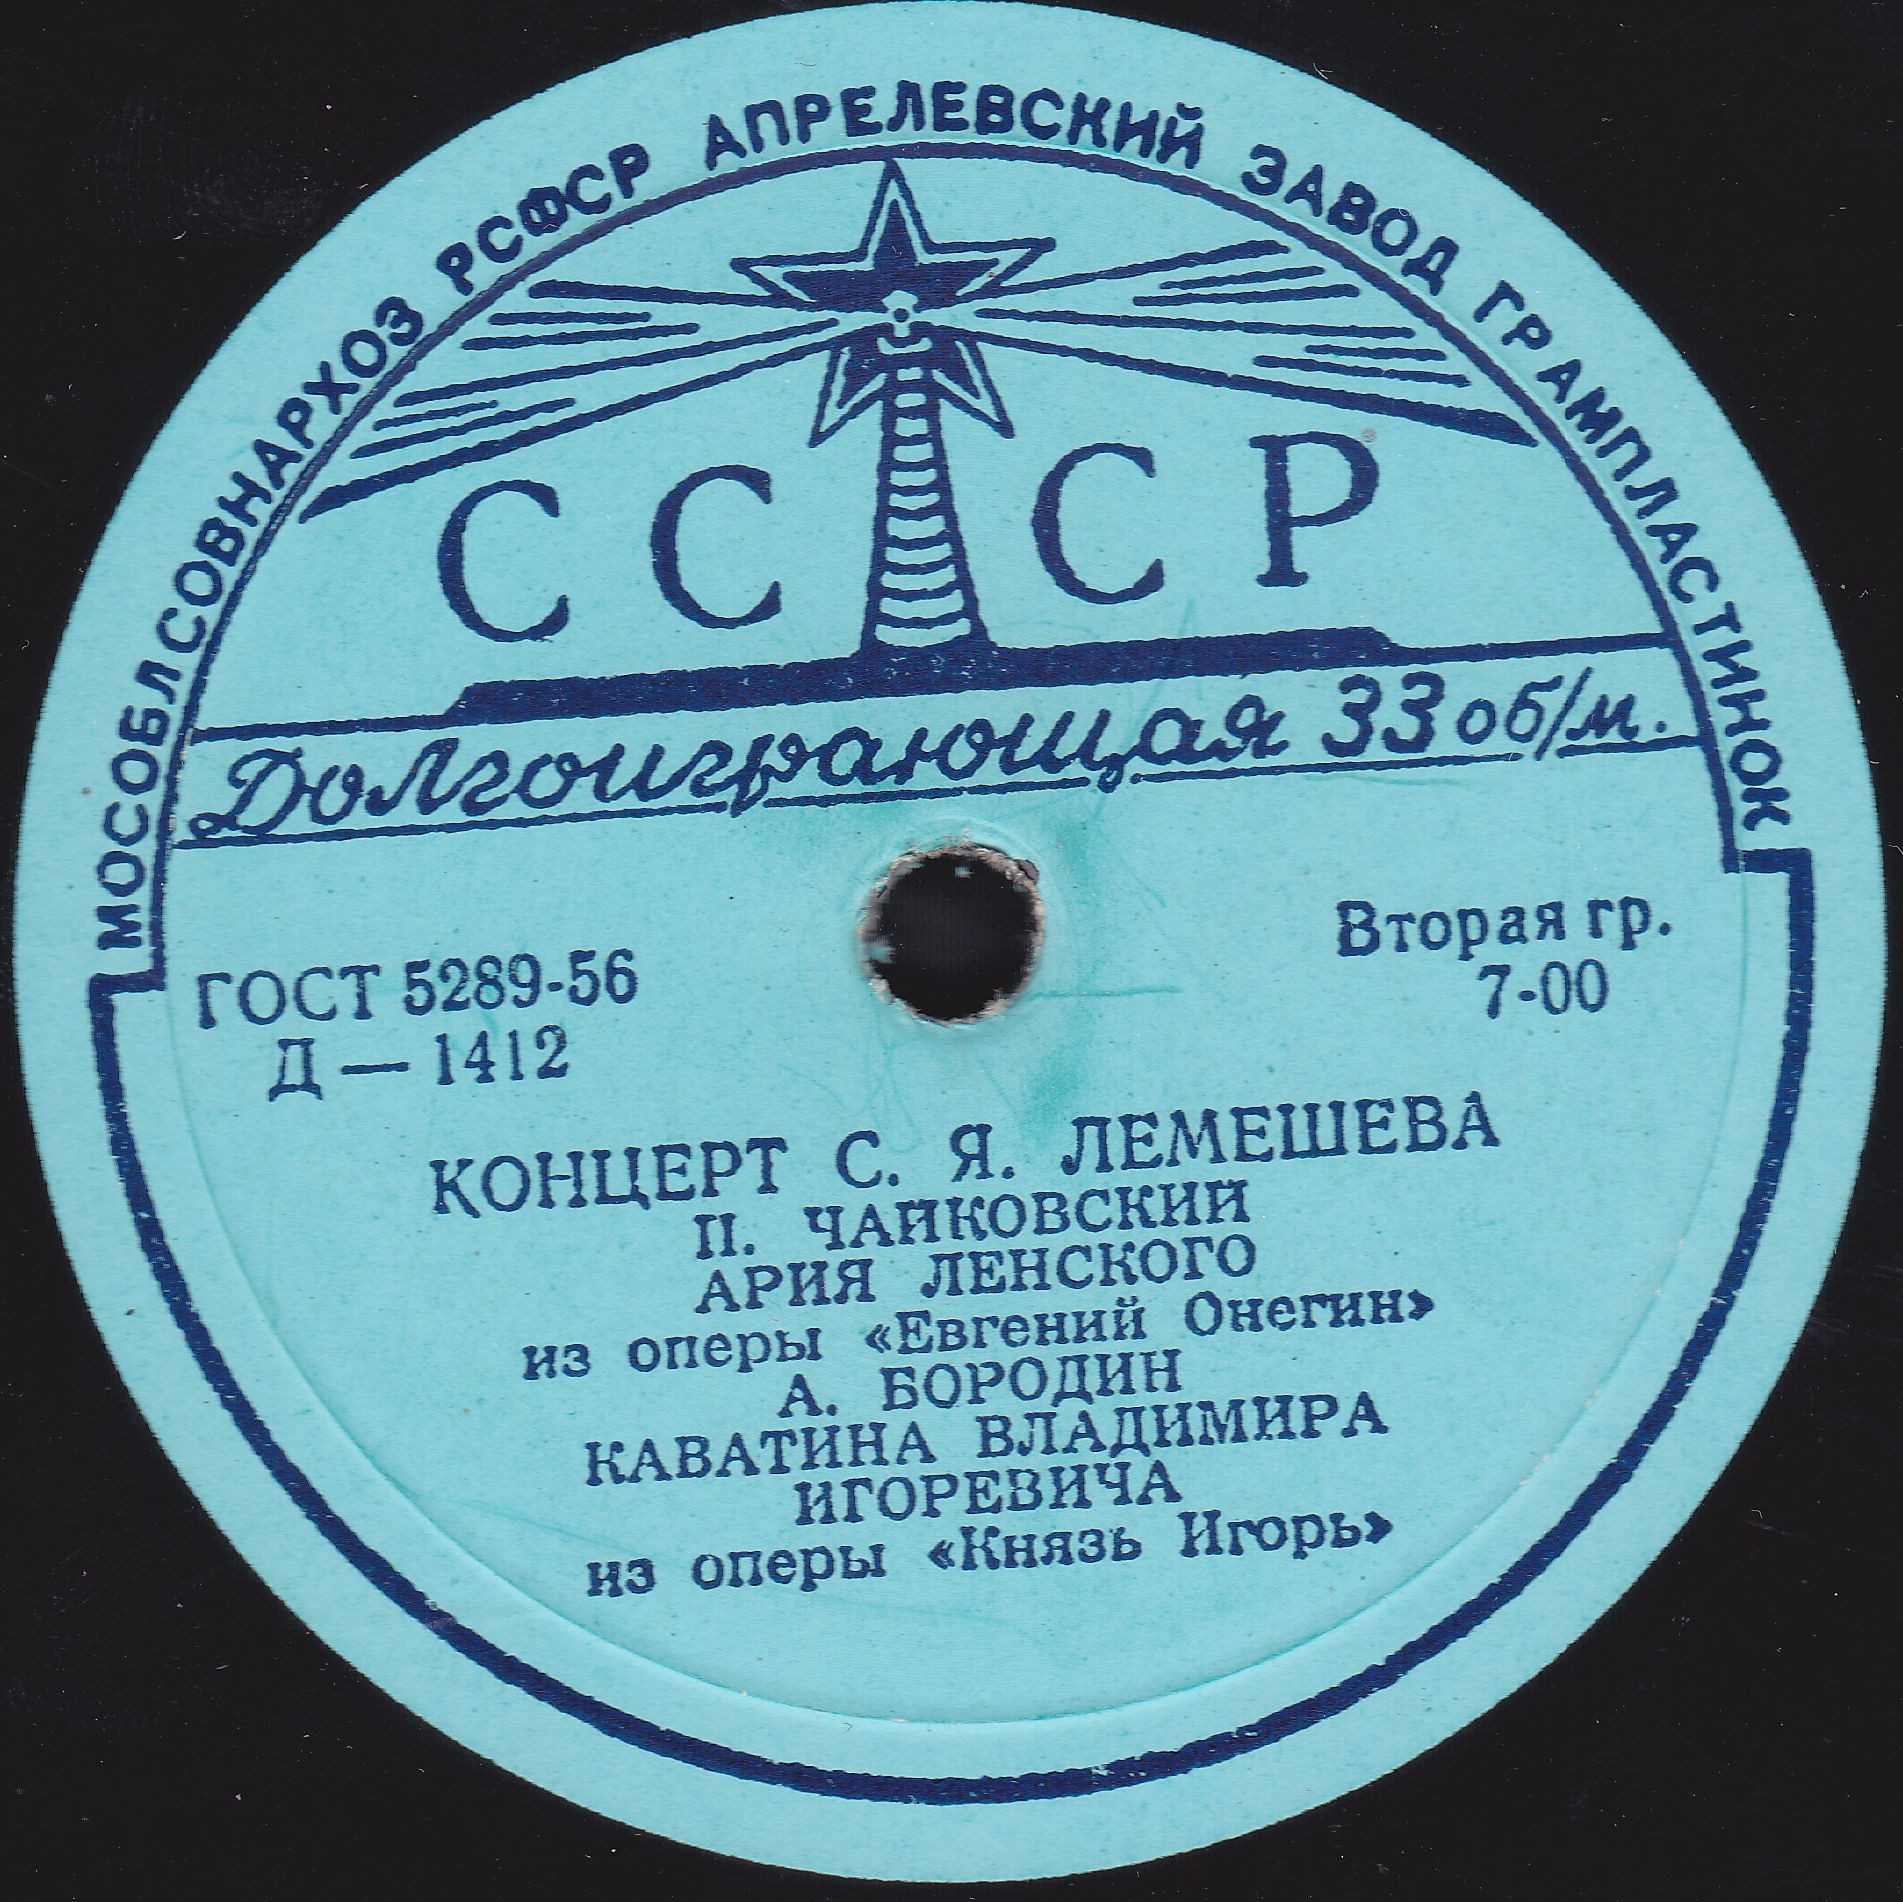 МОСОБЛСОВНАРХОЗ РСФСР АПРЕЛЕВСКИЙ ЗАВОД ГРАМПЛАСТИНОК
СССР
Долгоиграющая 33 об/м.
ГОСТ 5289-56
Д — 1412
Вторая гр.
7-00
КОНЦЕРТ С. Я. ЛЕМЕШЕВА
П. ЧАЙКОВСКИЙ
АРИЯ ЛЕНСКОГО
из оперы «Евгений Онегин»
А. БОРОДИН
КАВАТИНА ВЛАДИМИРА
ИГОРЕВИЧА
из оперы «Князь Игорь»